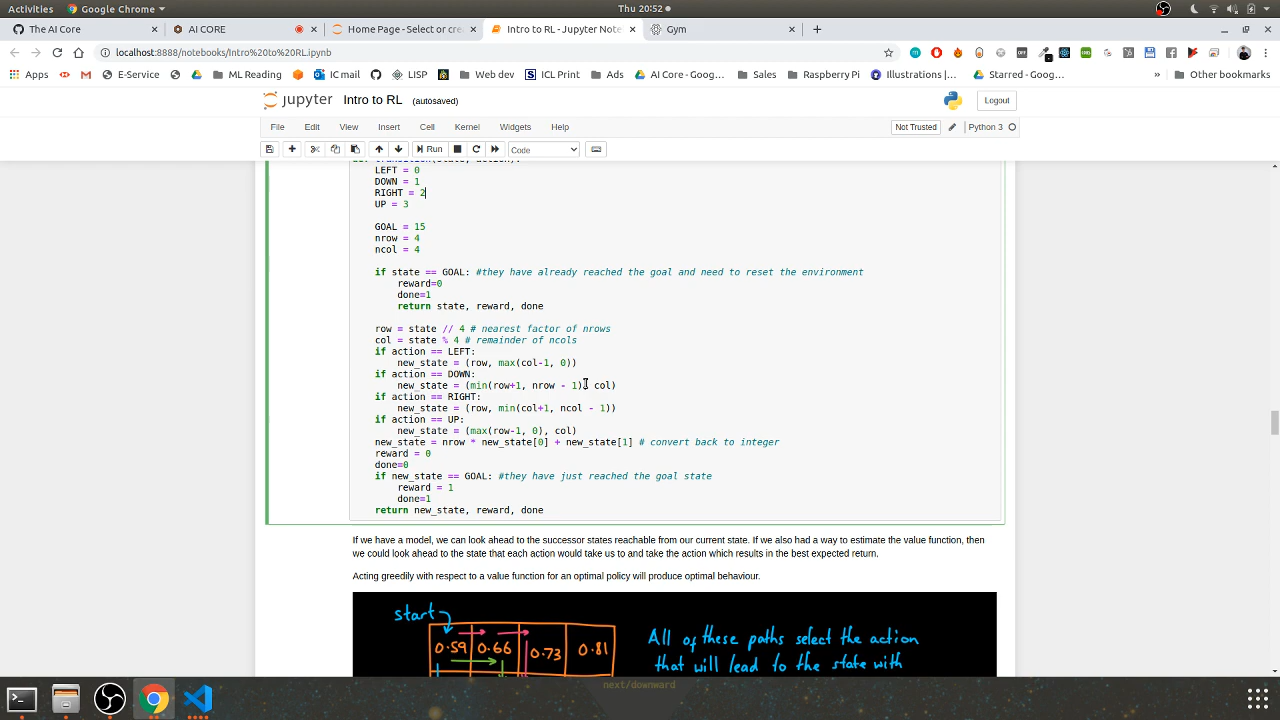 Activities
Google Chrome
Thu 20:52
The AI Core
AI CORE
Home Page - Select or cre
Intro to RL - Jupyter Note
Gym
localhost:8888/notebooks/Intro%20to%20RL.ipynb
Apps
E-Service
ML Reading
IC mail
LISP
Web dev
ICL Print
Ads
AI Core - Goog…
Sales
Raspberry Pi
Illustrations |…
Starred - Goog…
»
Other bookmarks
jupyter Intro to RL (autosaved)
Logout
File Edit View Insert Cell Kernel Widgets Help
Not Trusted
Python 3
Run
Code
LEFT = 0
DOWN = 1
RIGHT = 2
UP = 3
GOAL = 15
nrow = 4
ncol = 4
if state == GOAL: #they have already reached the goal and need to reset the environment
reward=0
done=1
return state, reward, done
row = state // 4 # nearest factor of nrows
col = state % 4 # remainder of ncols
if action == LEFT:
new_state = (row, max(col-1, 0))
if action == DOWN:
new_state = (min(row+1, nrow - 1), col)
if action == RIGHT:
new_state = (row, min(col+1, ncol - 1))
if action == UP:
new_state = (max(row-1, 0), col)
new_state = nrow * new_state[0] + new_state[1] # convert back to integer
reward = 0
done=0
if new_state == GOAL: #they have just reached the goal state
reward = 1
done=1
return new_state, reward, done
If we have a model, we can look ahead to the successor states reachable from our current state. If we also had a way to estimate the value function, then
we could look ahead to the state that each action would take us to and take the action which results in the best expected return.
Acting greedily with respect to a value function for an optimal policy will produce optimal behaviour.
start
0.59 0.66 0.73 0.81
All of these paths select the action
that will lead to the state with
next/downward